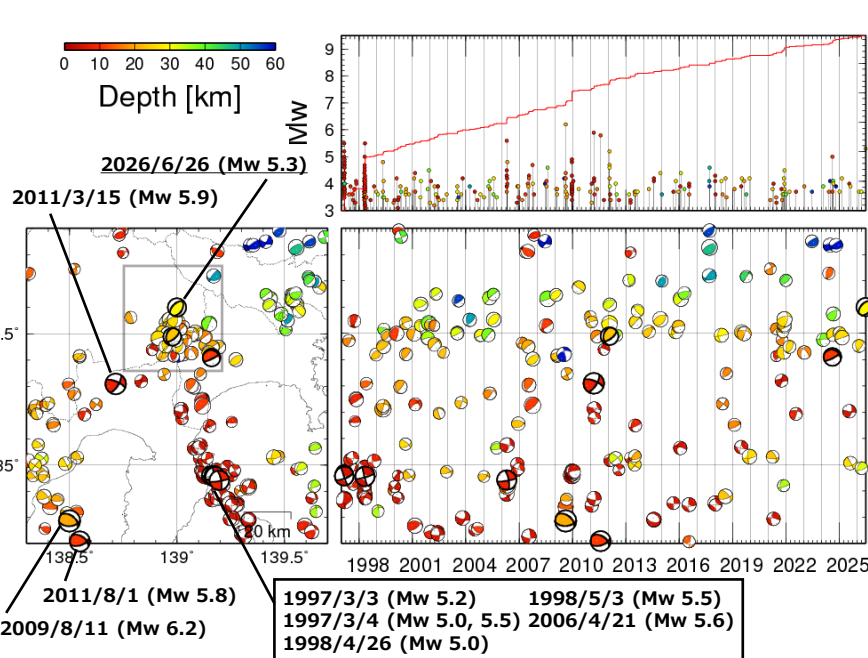 0 10 20 30 40 50 60
Depth [km]
9
8
7
6
5
4
3
Mw
2026/6/26 (Mw 5.3)
2011/3/15 (Mw 5.9)
.5°
35°
20 km
138.5°
139°
139.5°
1998 2001 2004 2007 2010 2013 2016 2019 2022 2025
2011/8/1 (Mw 5.8)
2009/8/11 (Mw 6.2)
1997/3/3 (Mw 5.2) 1998/5/3 (Mw 5.5)
1997/3/4 (Mw 5.0, 5.5) 2006/4/21 (Mw 5.6)
1998/4/26 (Mw 5.0)